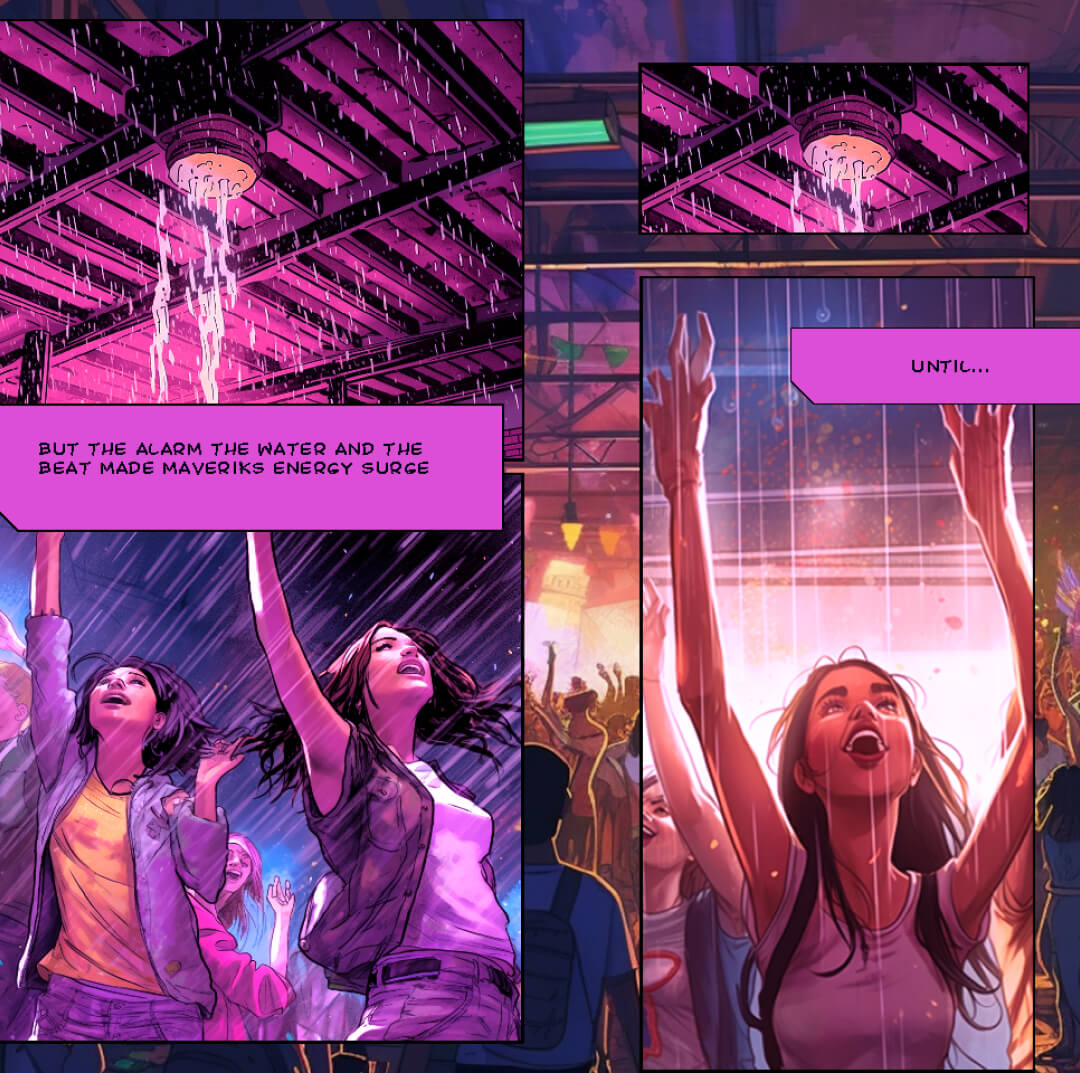 BUT THE ALARM THE WATER AND THE
BEAT MADE MAVERIKS ENERGY SURGE
UNTIL...